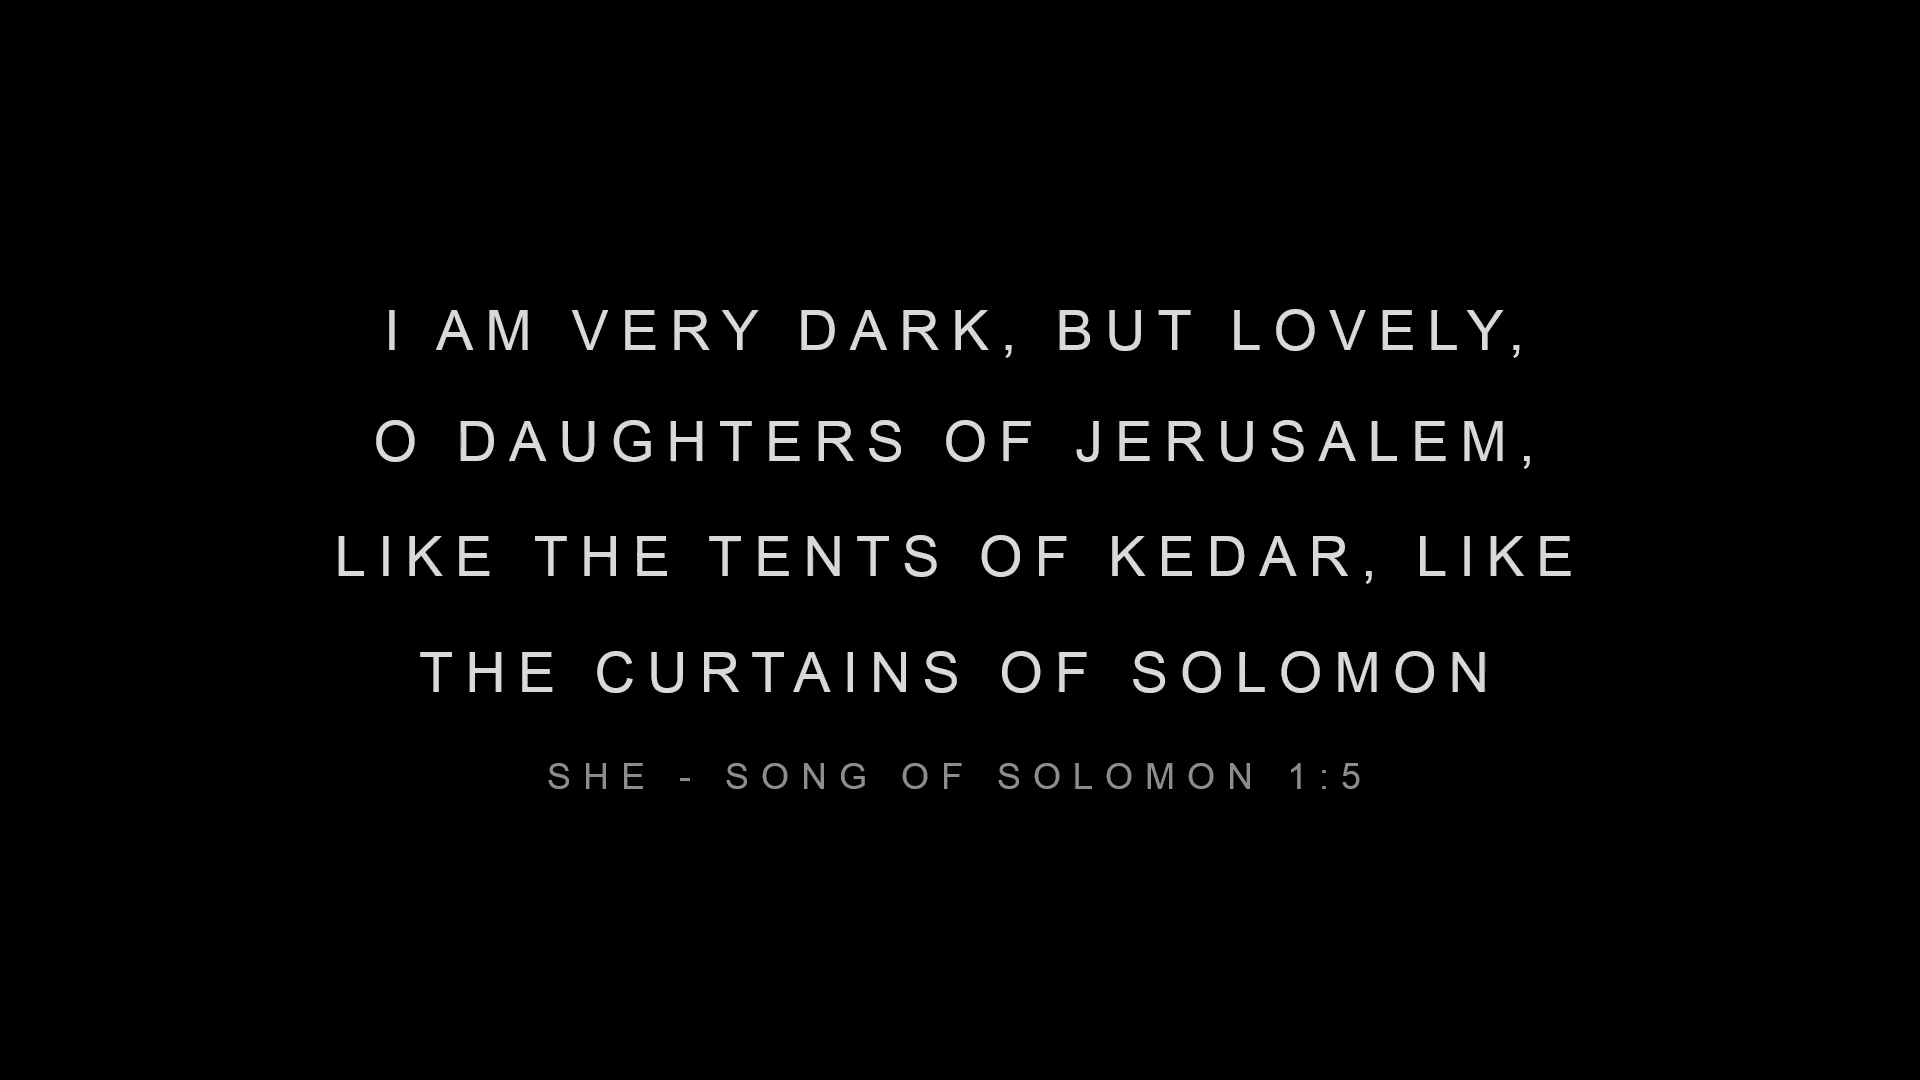 I AM VERY DARK, BUT LOVELY,
O DAUGHTERS OF JERUSALEM,
LIKE THE TENTS OF KEDAR, LIKE
THE CURTAINS OF SOLOMON
SHE - SONG OF SOLOMON 1:5